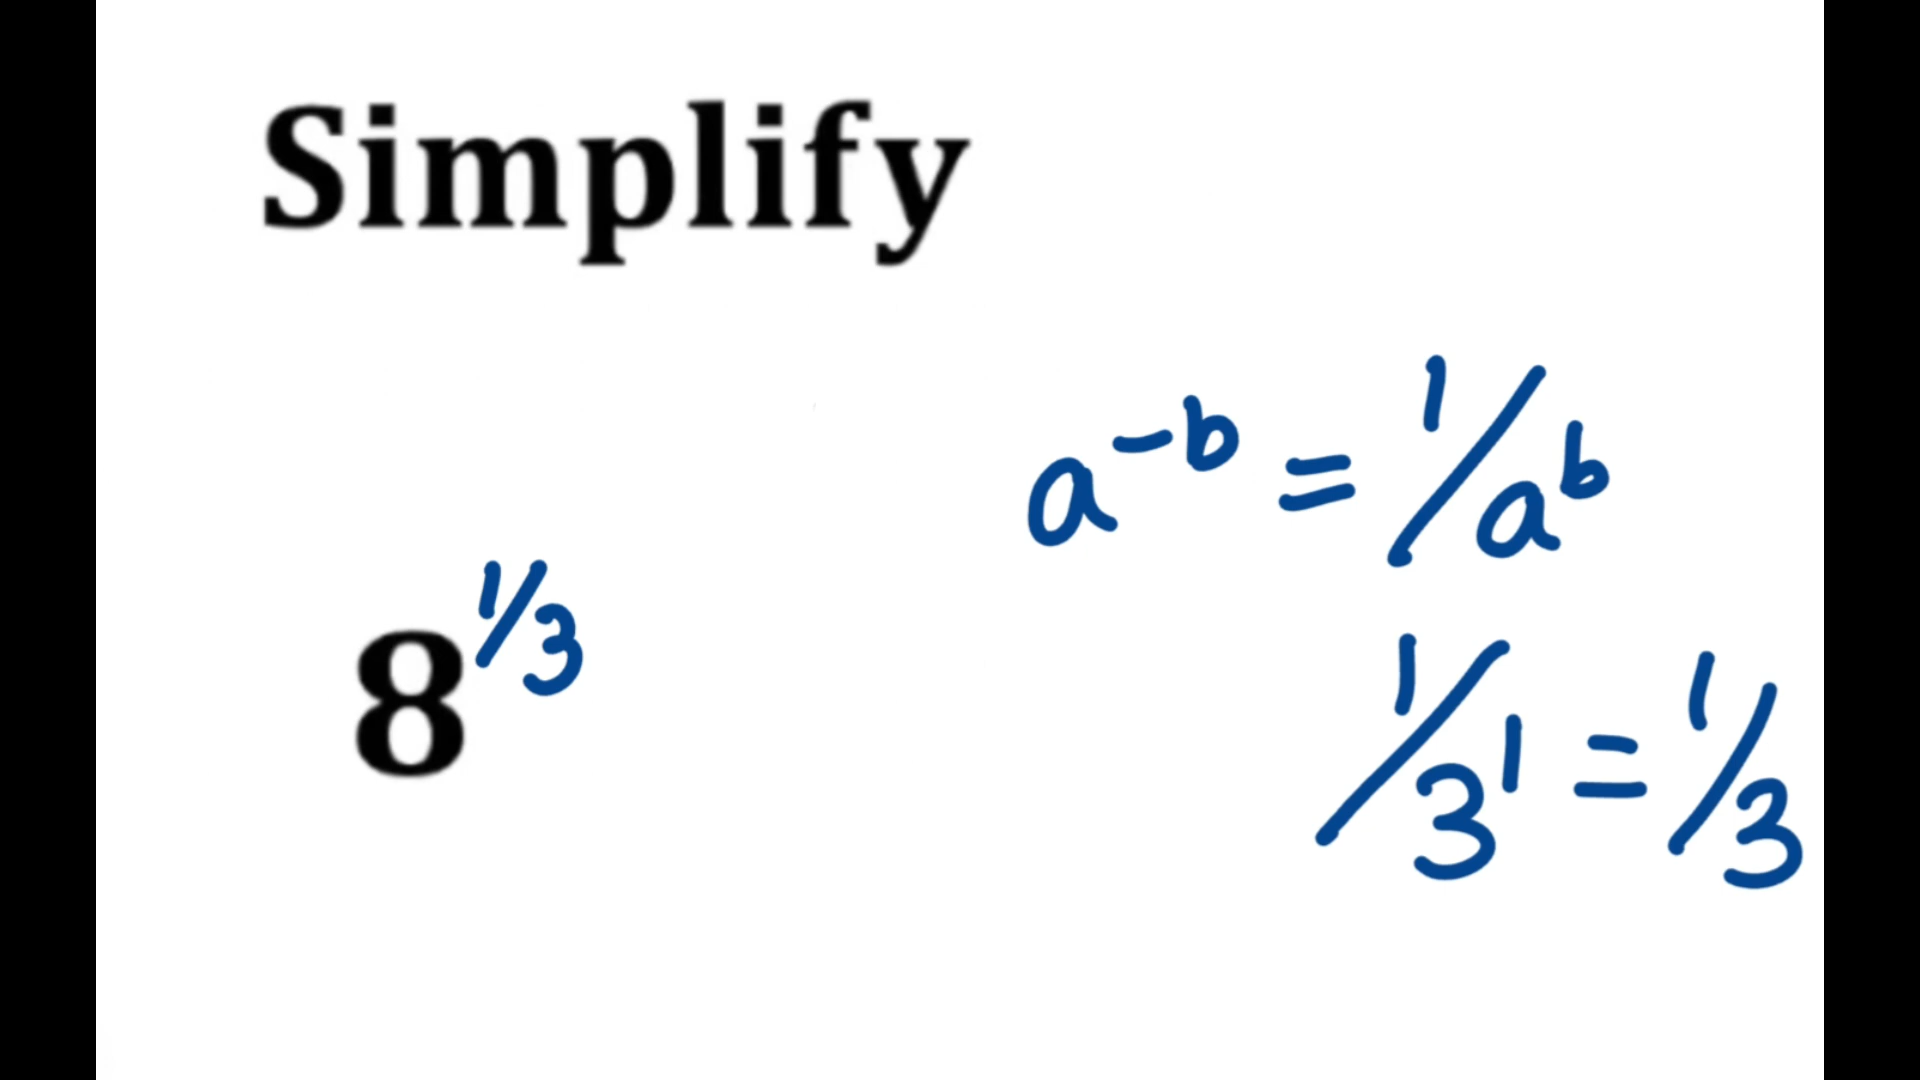 Simplify
a^{-b} = 1/a^b
8^{1/3}
1/3^1 = 1/3